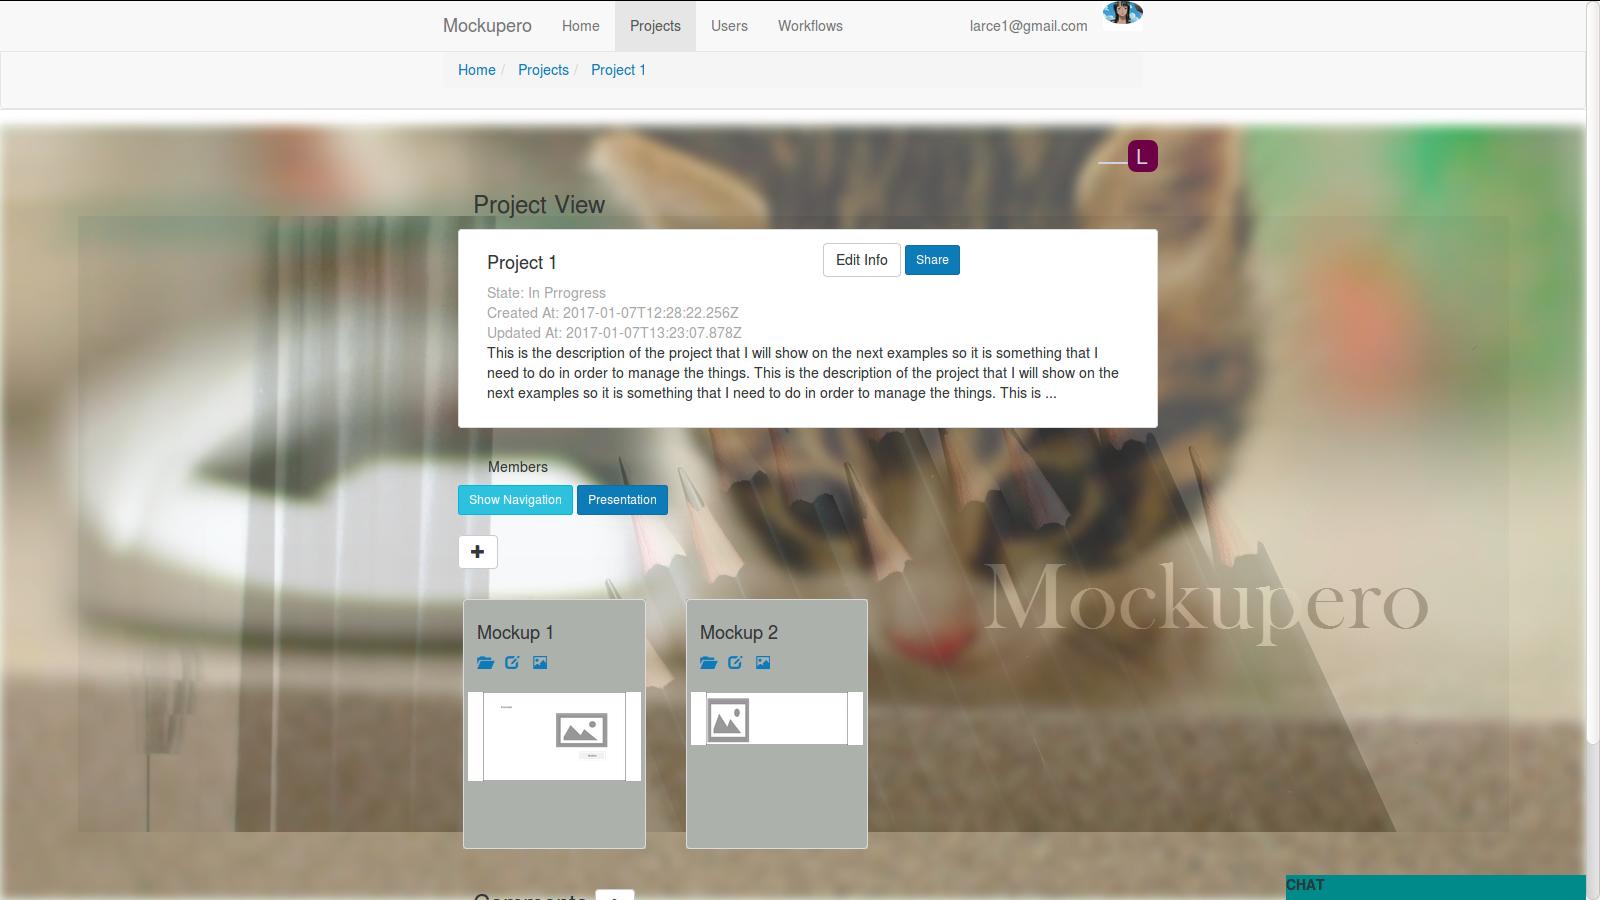 Mockupero Home Projects Users Workflows larce1@gmail.com
Home / Projects / Project 1
L
Project View
Project 1 Edit Info Share
State: In Prrogress
Created At: 2017-01-07T12:28:22.256Z
Updated At: 2017-01-07T13:23:07.878Z
This is the description of the project that I will show on the next examples so it is something that I
need to do in order to manage the things. This is the description of the project that I will show on the
next examples so it is something that I need to do in order to manage the things. This is ...
Members
Show Navigation Presentation
Mockupero
Mockup 1 Mockup 2
Comments
CHAT